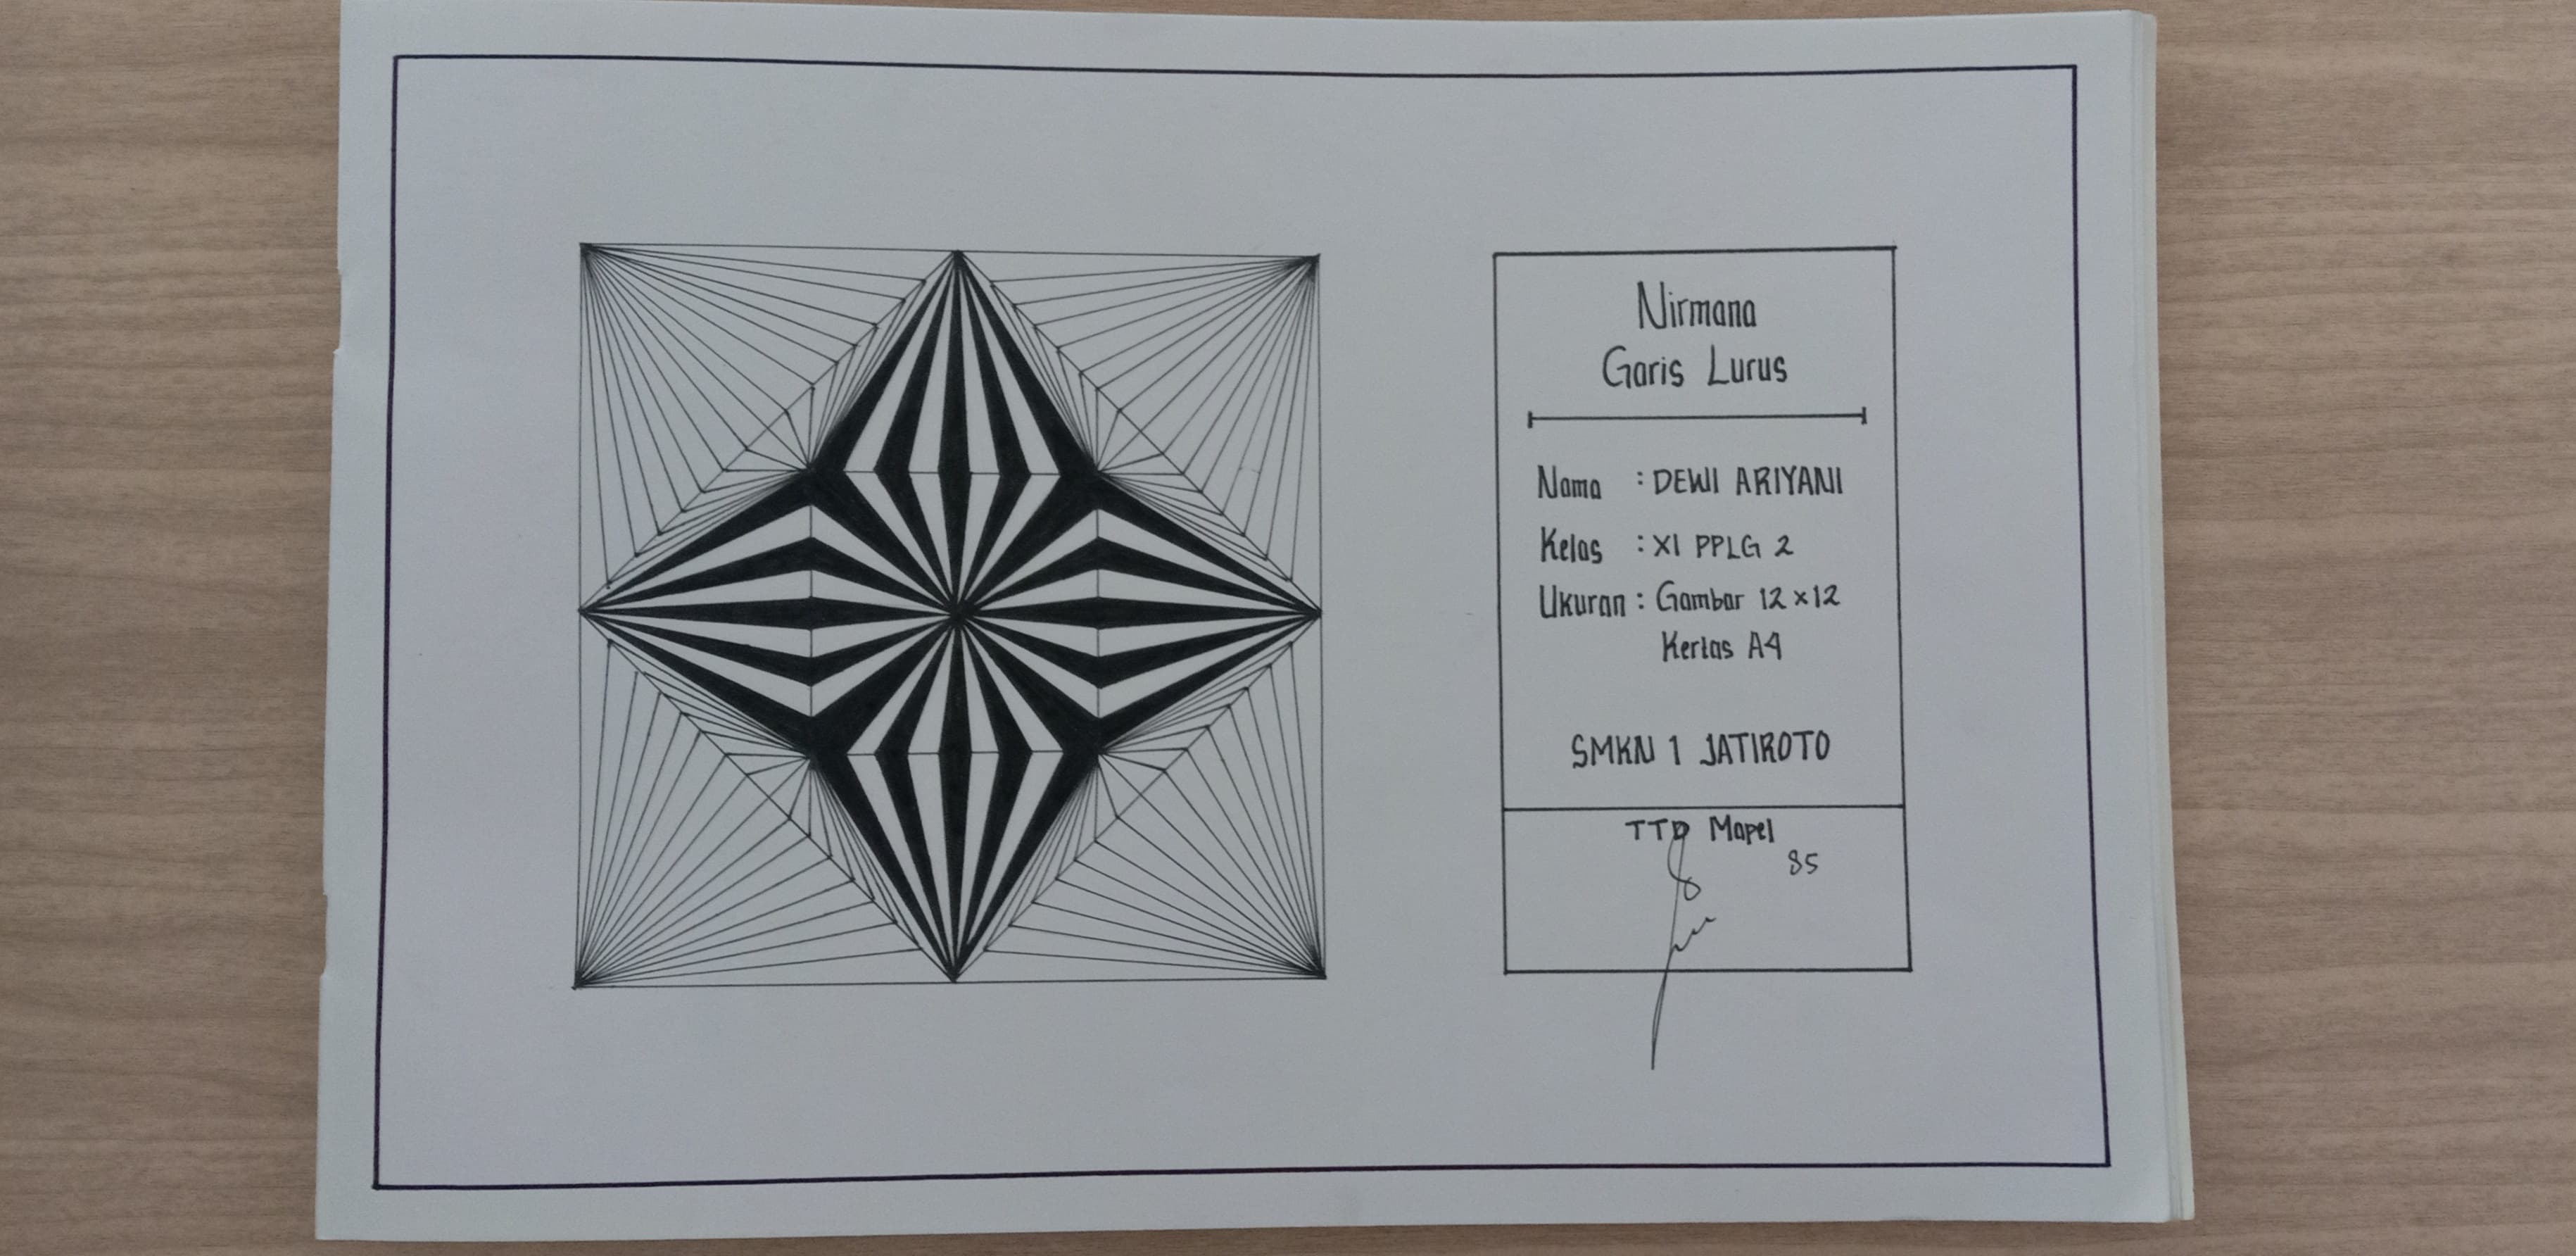 Nirmana
Garis Lurus
Nama : DEWI ARIYANI
Kelas : XI PPLG 2
Ukuran : Gambar 12 x 12
Kertas A4
SMKN 1 JATIROTO
TTD Mapel
85